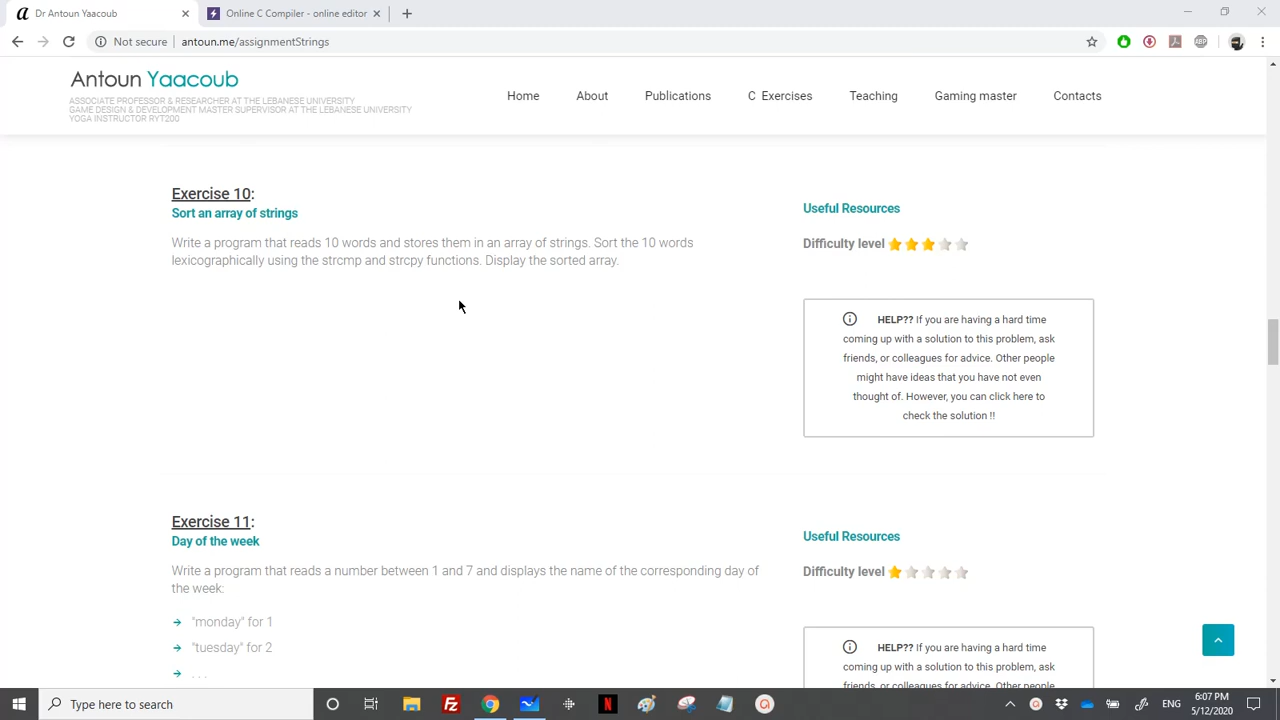 Dr Antoun Yaacoub
Online C Compiler - online editor
Not secure
antoun.me/assignmentStrings
ABP
Antoun Yaacoub
ASSOCIATE PROFESSOR & RESEARCHER AT THE LEBANESE UNIVERSITY
GAME DESIGN & DEVELOPMENT MASTER SUPERVISOR AT THE LEBANESE UNIVERSITY
YOGA INSTRUCTOR RYT200
Home
About
Publications
C Exercises
Teaching
Gaming master
Contacts
Exercise 10:
Sort an array of strings
Write a program that reads 10 words and stores them in an array of strings. Sort the 10 words
lexicographically using the strcmp and strcpy functions. Display the sorted array.
Useful Resources
Difficulty level
HELP?? If you are having a hard time
coming up with a solution to this problem, ask
friends, or colleagues for advice. Other people
might have ideas that you have not even
thought of. However, you can click here to
check the solution !!
Exercise 11:
Day of the week
Write a program that reads a number between 1 and 7 and displays the name of the corresponding day of
the week:
"monday" for 1
"tuesday" for 2
. . .
Useful Resources
Difficulty level
HELP?? If you are having a hard time
coming up with a solution to this problem, ask
friends, or colleagues for advice. Other people
Type here to search
ENG
6:07 PM
5/12/2020